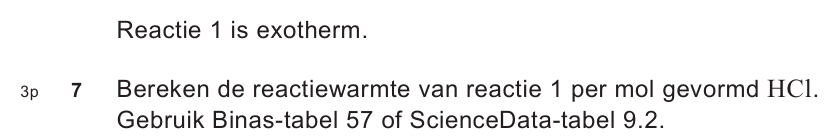 Reactie 1 is exotherm.
3p 7 Bereken de reactiewarmte van reactie 1 per mol gevormd HCl.
Gebruik Binas-tabel 57 of ScienceData-tabel 9.2.